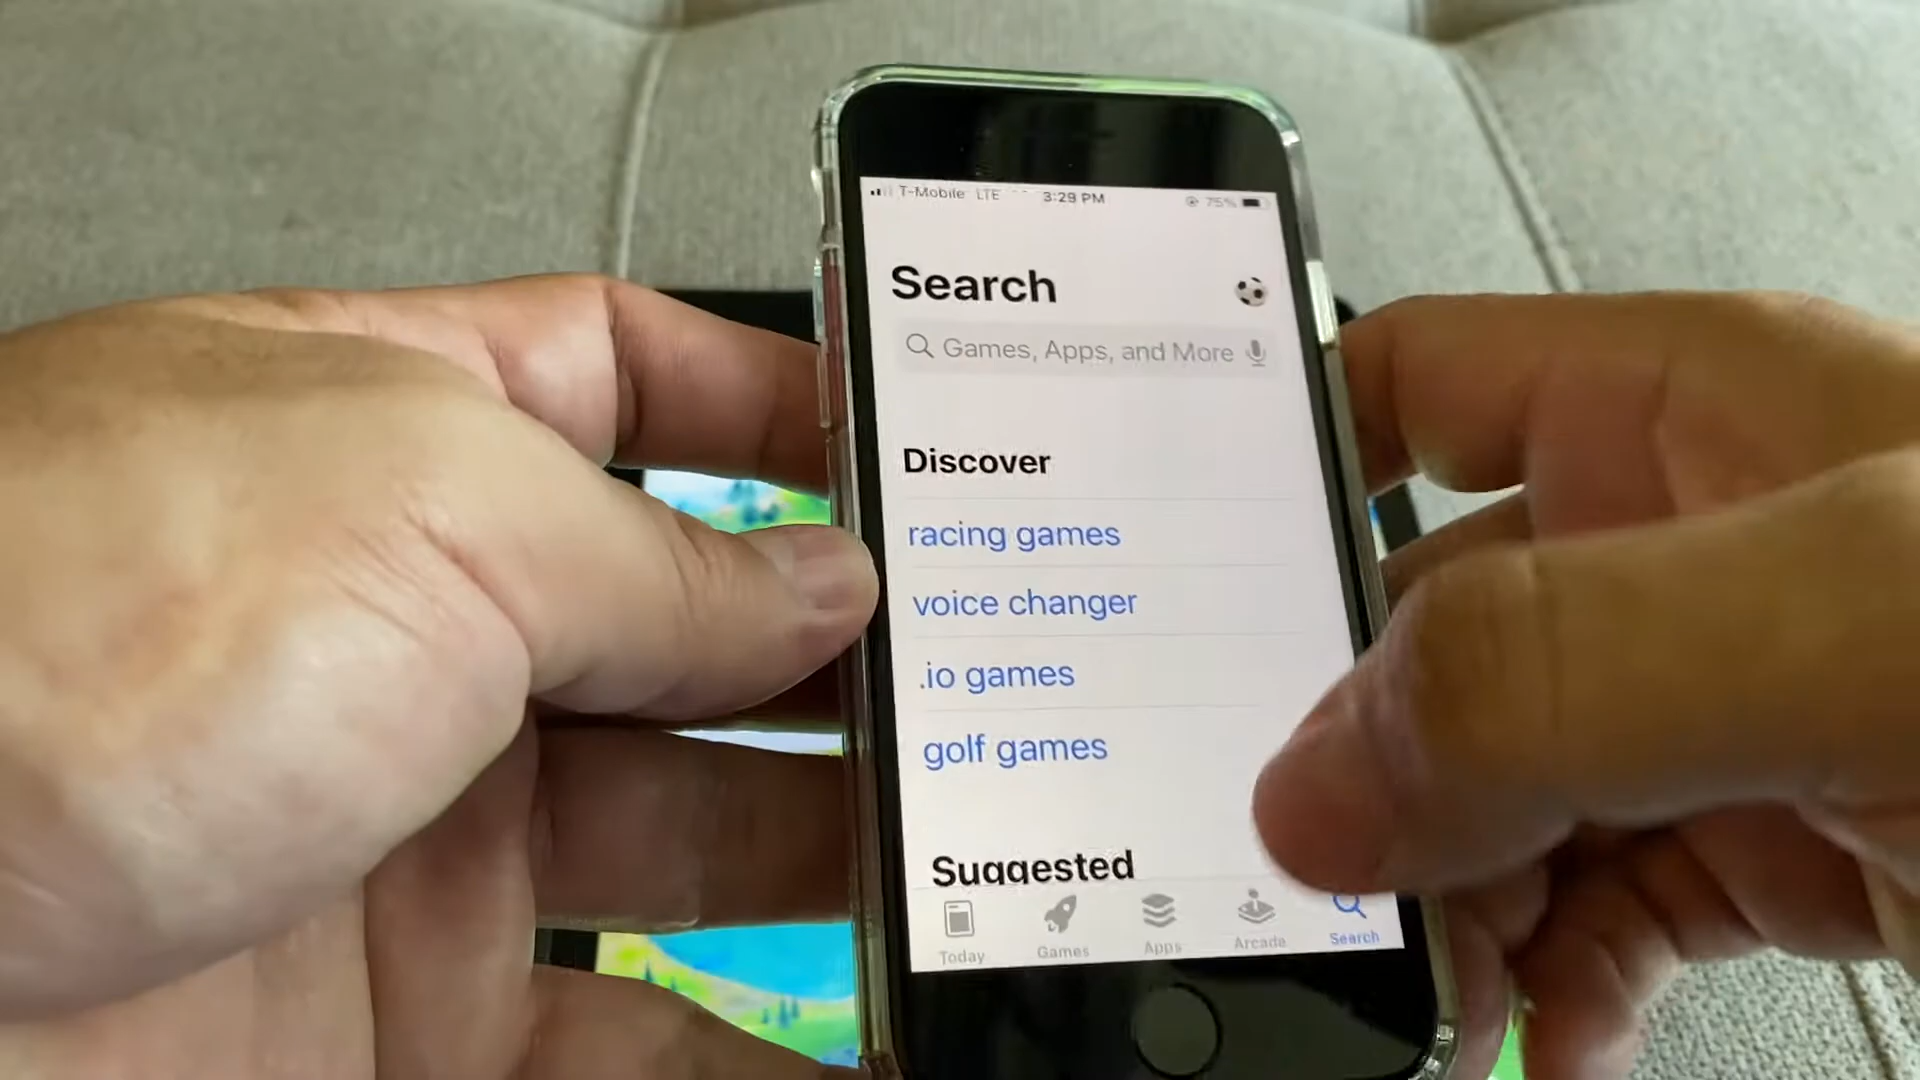 T-Mobile LTE 3:29 PM 75%
Search
Games, Apps, and More
Discover
racing games
voice changer
.io games
golf games
Suggested
Today Games Apps Arcade Search